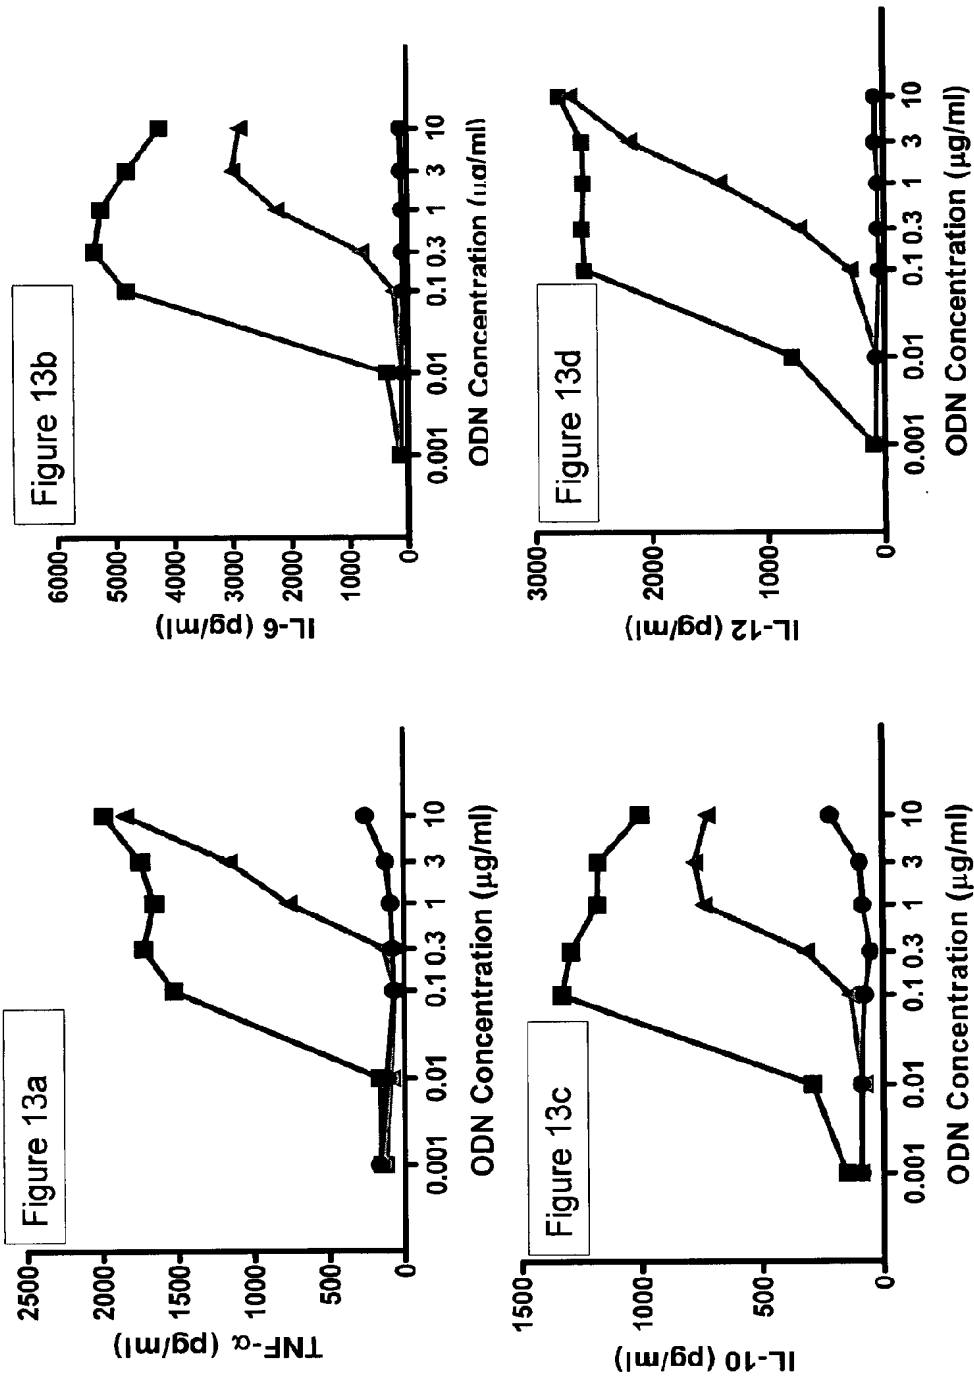 Figure 13a
TNF-α (pg/ml)
2500
2000
1500
1000
500
0
0.001 0.01 0.1 0.3 1 3 10
ODN Concentration (µg/ml)
Figure 13b
IL-6 (pg/ml)
6000
5000
4000
3000
2000
1000
0
0.001 0.01 0.1 0.3 1 3 10
ODN Concentration (µg/ml)
Figure 13c
IL-10 (pg/ml)
1500
1000
500
0
0.001 0.01 0.1 0.3 1 3 10
ODN Concentration (µg/ml)
Figure 13d
IL-12 (pg/ml)
3000
2000
1000
0
0.001 0.01 0.1 0.3 1 3 10
ODN Concentration (µg/ml)